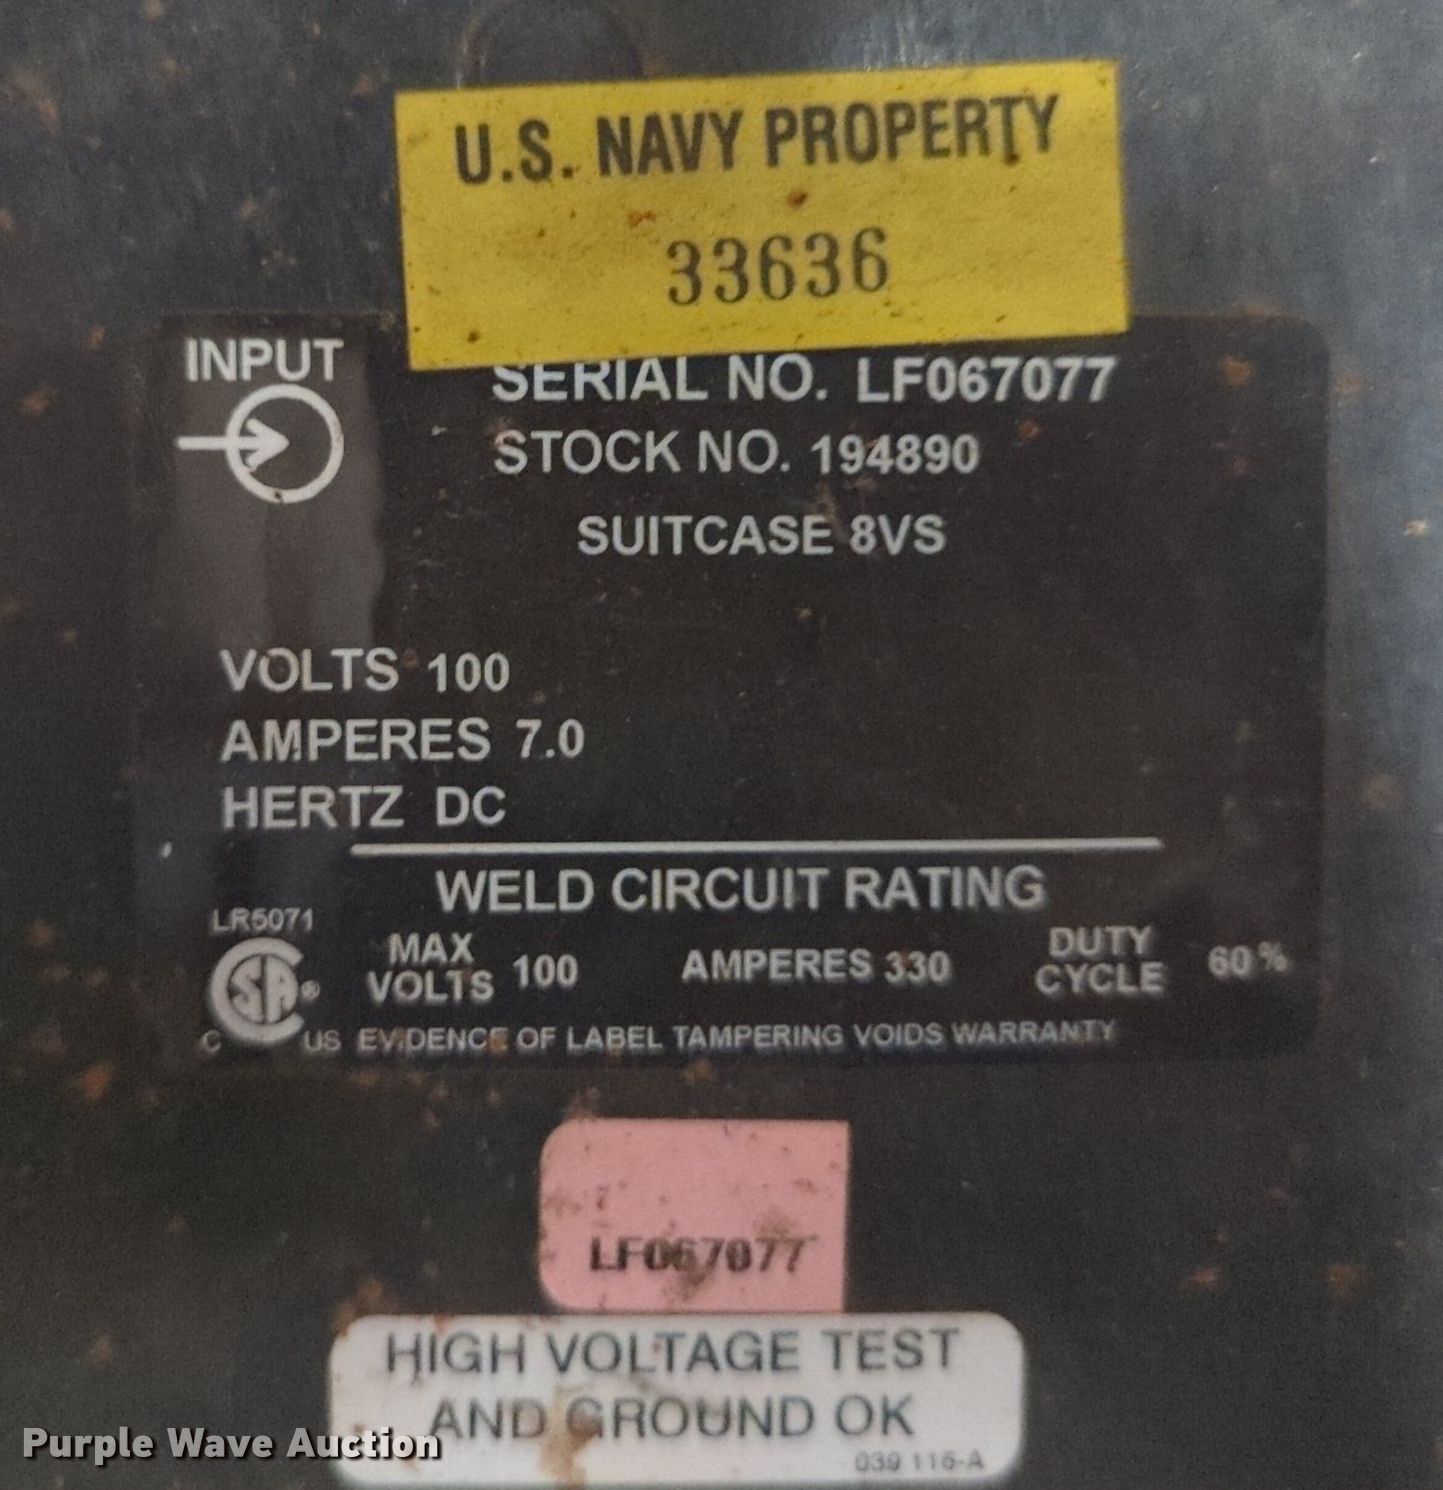 U.S. NAVY PROPERTY
33636
INPUT
SERIAL NO. LF067077
STOCK NO. 194890
SUITCASE 8VS
VOLTS 100
AMPERES 7.0
HERTZ DC
WELD CIRCUIT RATING
LR5071
MAX VOLTS 100 AMPERES 330 DUTY CYCLE 60%
CSA®
C US EVIDENCE OF LABEL TAMPERING VOIDS WARRANTY
LF067077
HIGH VOLTAGE TEST
AND GROUND OK
039 116-A
Purple Wave Auction